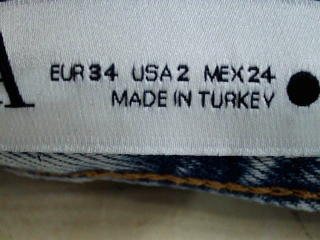 A EUR 34 USA 2 MEX 24
MADE IN TURKEY